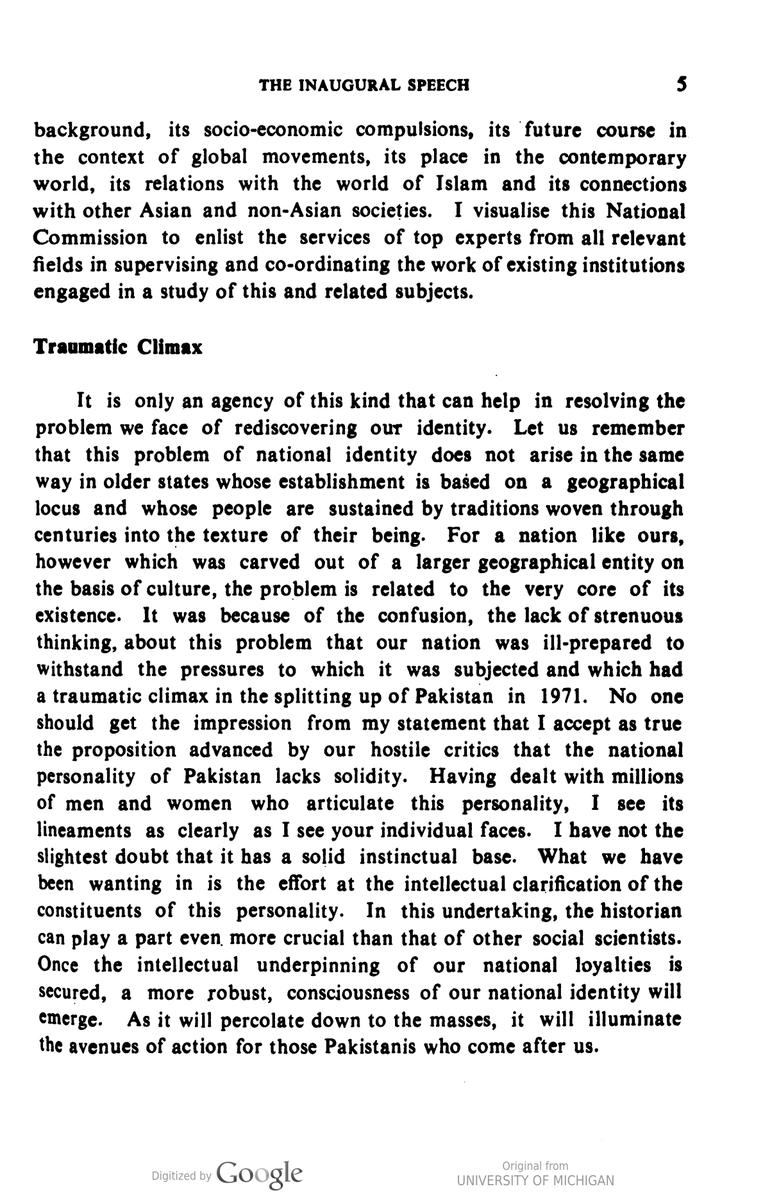 THE INAUGURAL SPEECH 5
background, its socio-economic compulsions, its future course in
the context of global movements, its place in the contemporary
world, its relations with the world of Islam and its connections
with other Asian and non-Asian societies. I visualise this National
Commission to enlist the services of top experts from all relevant
fields in supervising and co-ordinating the work of existing institutions
engaged in a study of this and related subjects.
Traumatic Climax
It is only an agency of this kind that can help in resolving the
problem we face of rediscovering our identity. Let us remember
that this problem of national identity does not arise in the same
way in older states whose establishment is based on a geographical
locus and whose people are sustained by traditions woven through
centuries into the texture of their being. For a nation like ours,
however which was carved out of a larger geographical entity on
the basis of culture, the problem is related to the very core of its
existence. It was because of the confusion, the lack of strenuous
thinking, about this problem that our nation was ill-prepared to
withstand the pressures to which it was subjected and which had
a traumatic climax in the splitting up of Pakistan in 1971. No one
should get the impression from my statement that I accept as true
the proposition advanced by our hostile critics that the national
personality of Pakistan lacks solidity. Having dealt with millions
of men and women who articulate this personality, I see its
lineaments as clearly as I see your individual faces. I have not the
slightest doubt that it has a solid instinctual base. What we have
been wanting in is the effort at the intellectual clarification of the
constituents of this personality. In this undertaking, the historian
can play a part even more crucial than that of other social scientists.
Once the intellectual underpinning of our national loyalties is
secured, a more robust, consciousness of our national identity will
emerge. As it will percolate down to the masses, it will illuminate
the avenues of action for those Pakistanis who come after us.
Digitized by Google
Original from
UNIVERSITY OF MICHIGAN